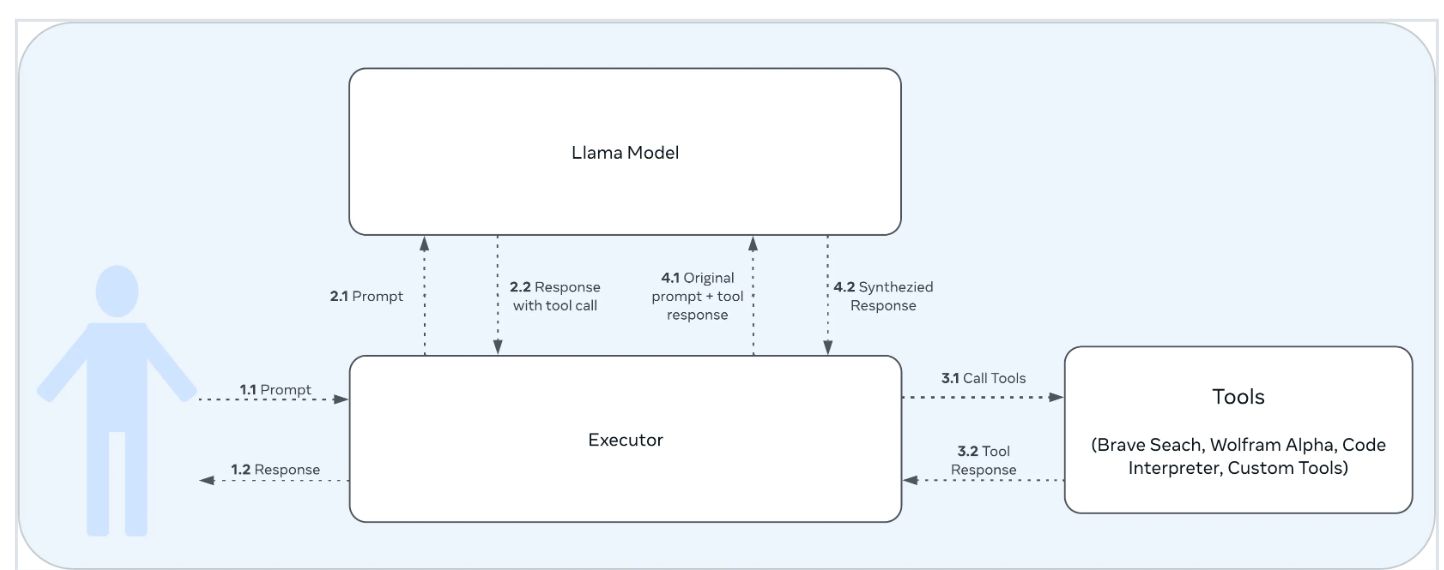 Llama Model
2.1 Prompt
2.2 Response
with tool call
4.1 Original
prompt + tool
response
4.2 Synthezied
Response
1.1 Prompt
1.2 Response
Executor
3.1 Call Tools
3.2 Tool
Response
Tools
(Brave Seach, Wolfram Alpha, Code
Interpreter, Custom Tools)